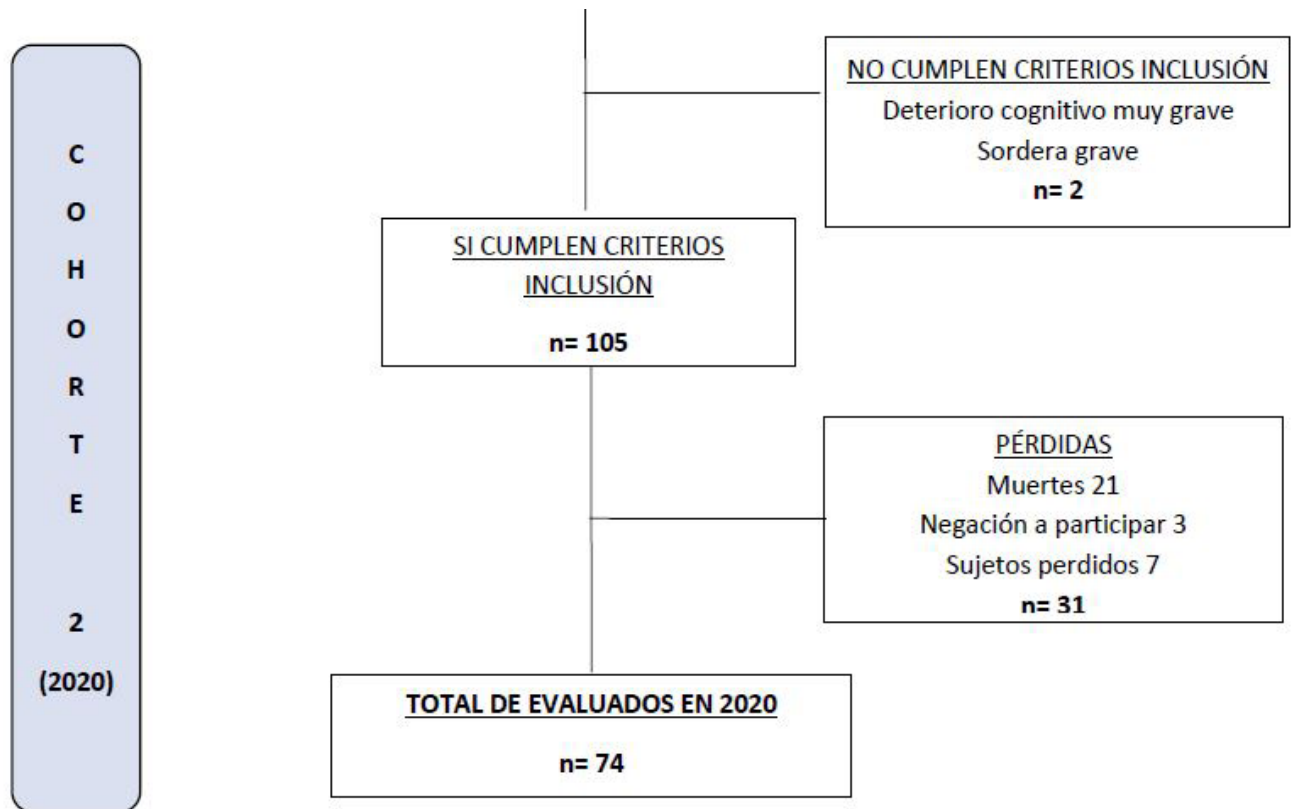 NO CUMPLEN CRITERIOS INCLUSIÓN
Deterioro cognitivo muy grave
Sordera grave
n= 2
C
O
H
O
R
T
E
2
(2020)
SI CUMPLEN CRITERIOS
INCLUSIÓN
n= 105
PÉRDIDAS
Muertes 21
Negación a participar 3
Sujetos perdidos 7
n= 31
TOTAL DE EVALUADOS EN 2020
n= 74